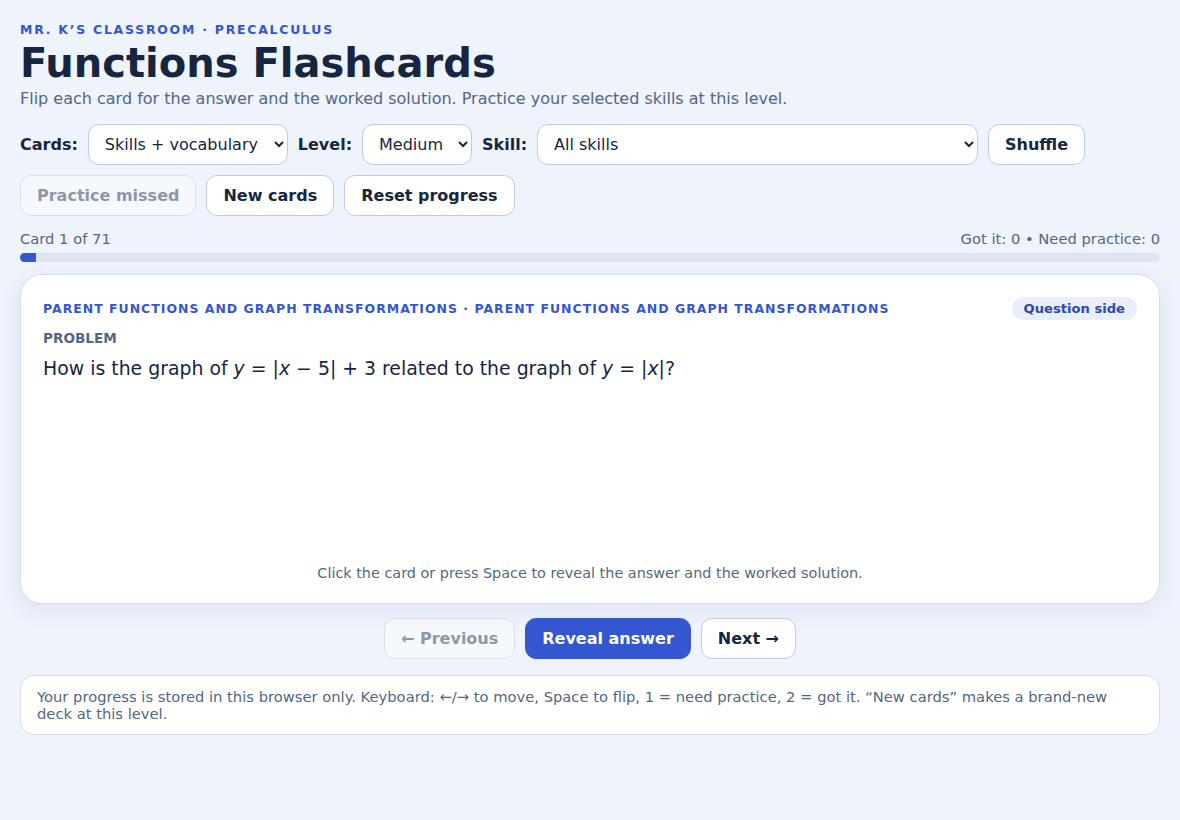 MR. K’S CLASSROOM · PRECALCULUS
Functions Flashcards
Flip each card for the answer and the worked solution. Practice your selected skills at this level.
Cards: Skills + vocabulary Level: Medium Skill: All skills Shuffle
Practice missed New cards Reset progress
Card 1 of 71 Got it: 0 • Need practice: 0
PARENT FUNCTIONS AND GRAPH TRANSFORMATIONS · PARENT FUNCTIONS AND GRAPH TRANSFORMATIONS Question side
PROBLEM
How is the graph of y = |x − 5| + 3 related to the graph of y = |x|?
Click the card or press Space to reveal the answer and the worked solution.
← Previous Reveal answer Next →
Your progress is stored in this browser only. Keyboard: ←/→ to move, Space to flip, 1 = need practice, 2 = got it. “New cards” makes a brand-new
deck at this level.